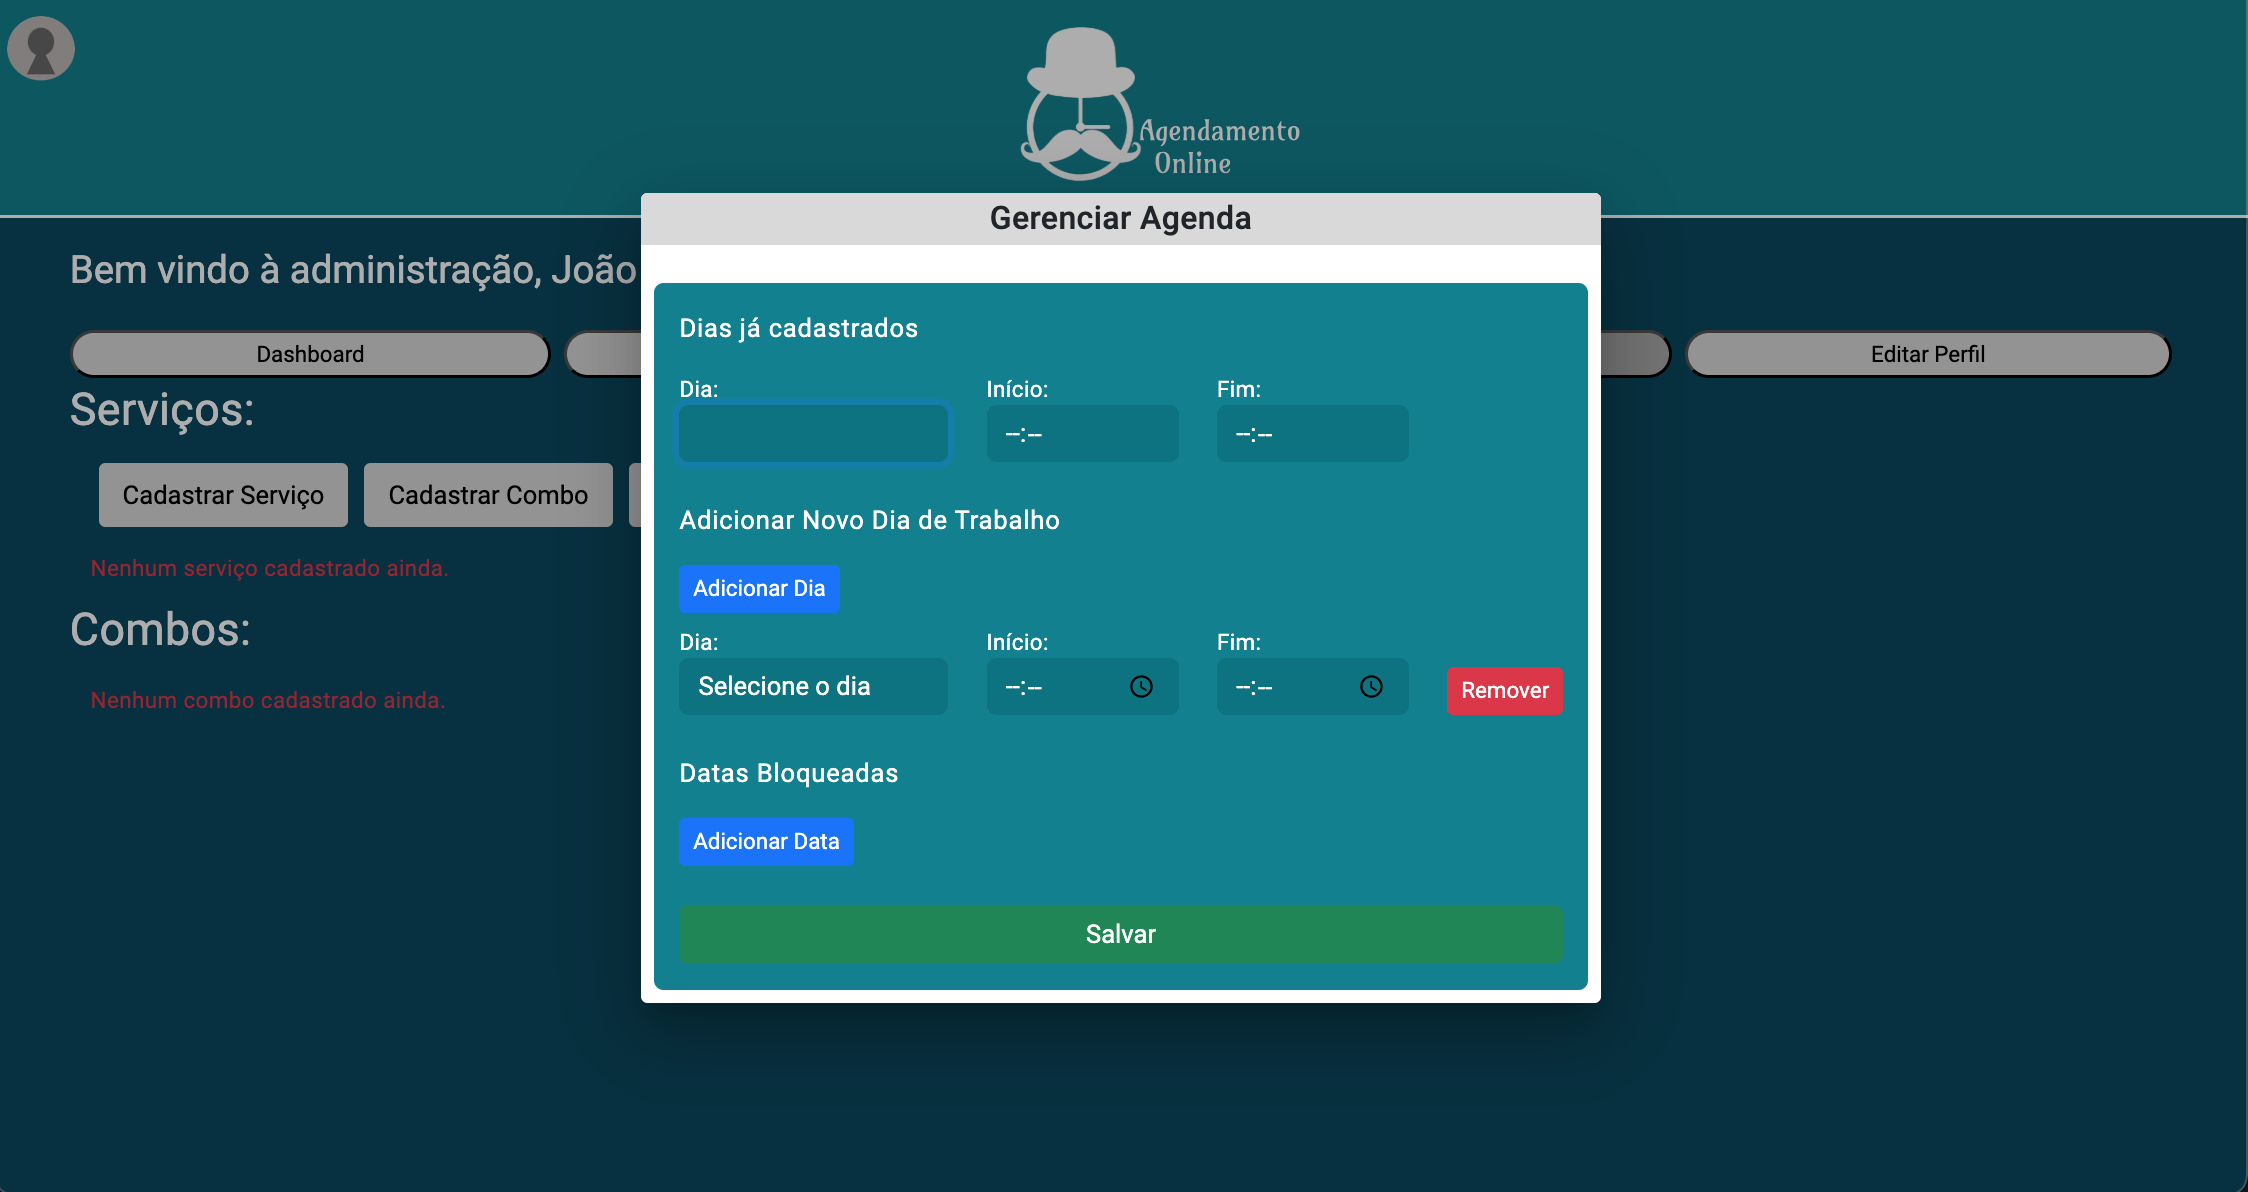 Agendamento
Online
Gerenciar Agenda
Bem vindo à administração, João
Dashboard
Editar Perfil
Serviços:
Cadastrar Serviço
Cadastrar Combo
Nenhum serviço cadastrado ainda.
Combos:
Nenhum combo cadastrado ainda.
Dias já cadastrados
Dia: Início: Fim:
--:-- --:--
Adicionar Novo Dia de Trabalho
Adicionar Dia
Dia: Início: Fim:
Selecione o dia --:-- --:-- Remover
Datas Bloqueadas
Adicionar Data
Salvar